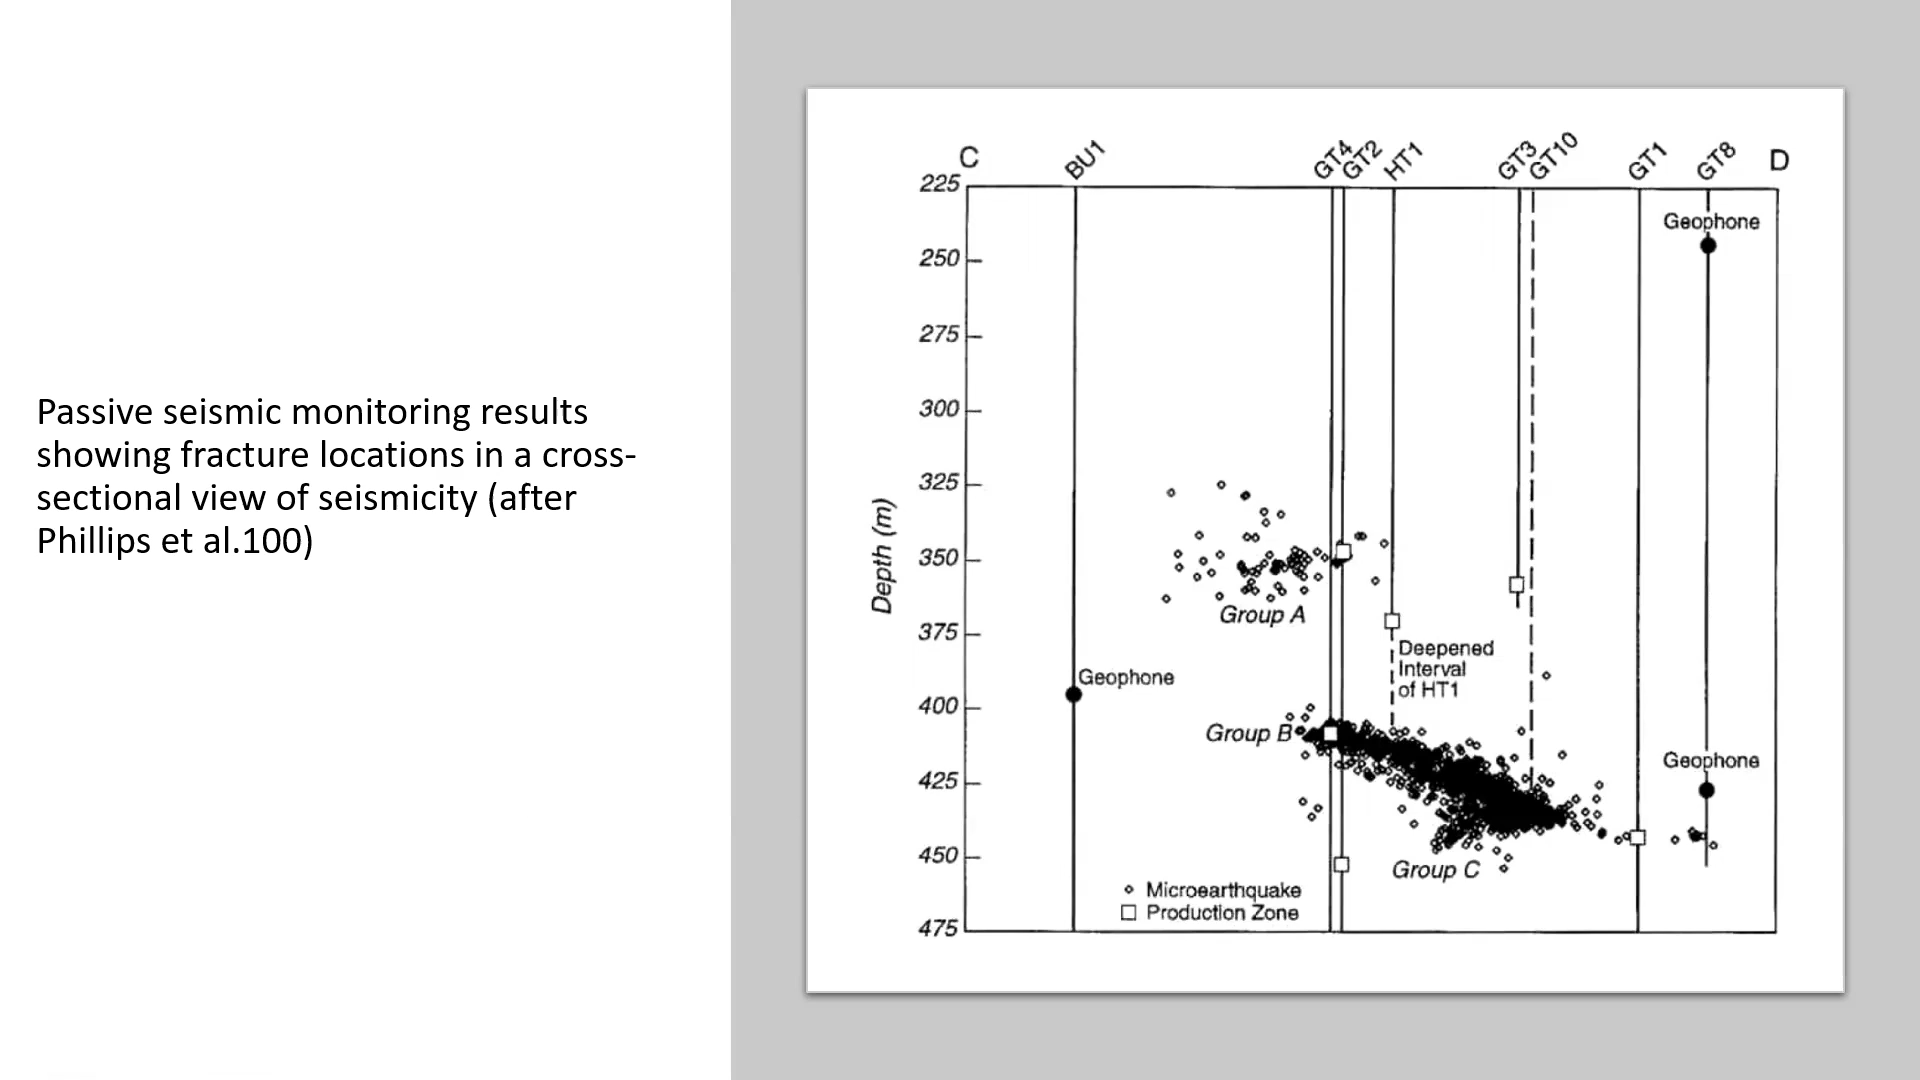 Passive seismic monitoring results
showing fracture locations in a cross-
sectional view of seismicity (after
Phillips et al.100)
C
BU1
GT4
GT2
HT1
GT3
GT10
GT1
GT8
D
225
Geophone
250
275
300
325
Depth (m)
350
Group A
375
Deepened
Interval
of HT1
Geophone
400
Group B
Geophone
425
450
Group C
Microearthquake
Production Zone
475